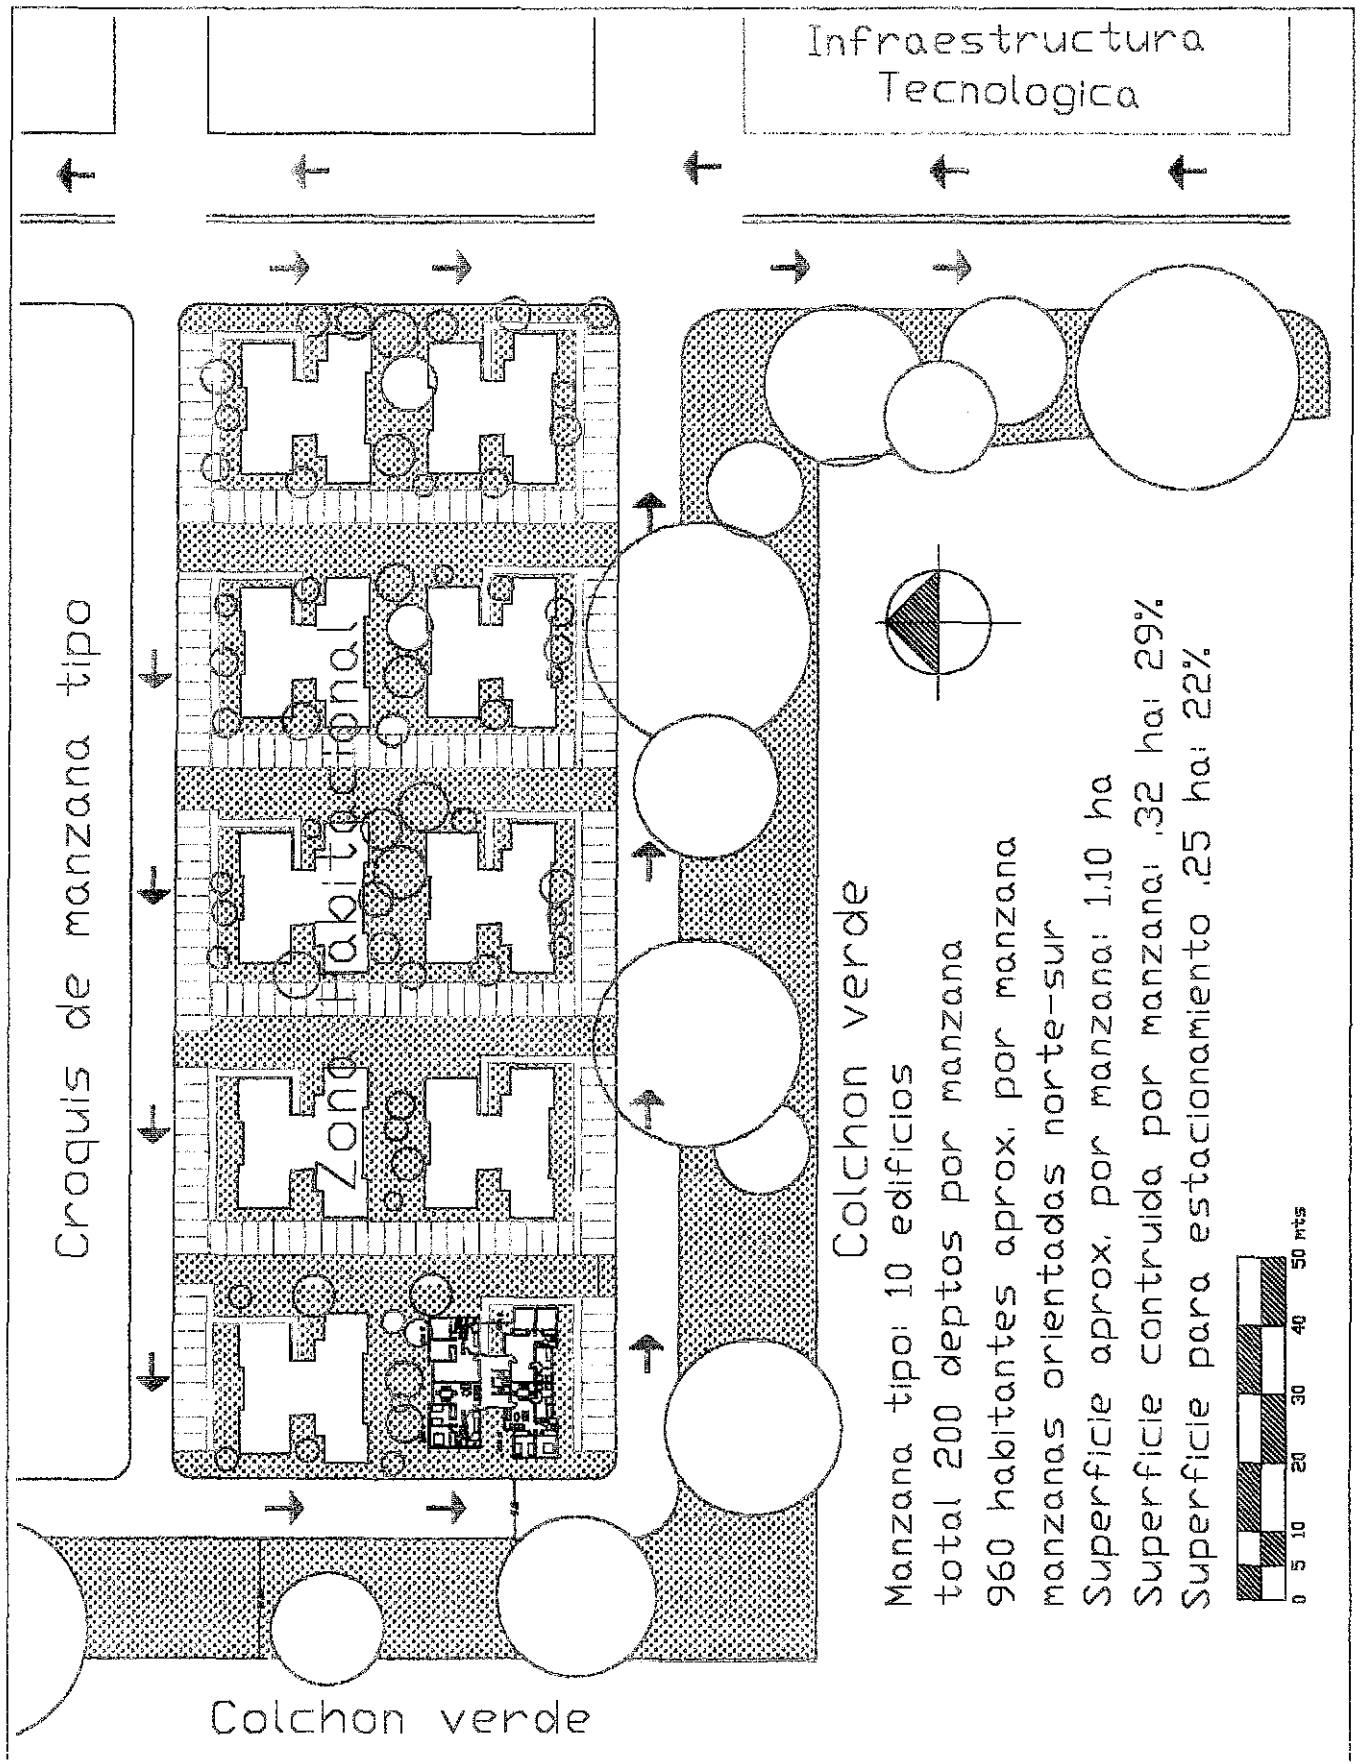 Infraestructura
Tecnologica
Croquis de manzana tipo
Zona Habitacional
Colchon verde
Manzana tipo: 10 edificios
total 200 deptos por manzana
960 habitantes aprox. por manzana
manzanas orientadas norte-sur
Superficie aprox. por manzana: 1.10 ha
Superficie contruida por manzana: .32 ha: 29%
Superficie para estacionamiento .25 ha: 22%
0 5 10 20 30 40 50 mts
Colchon verde